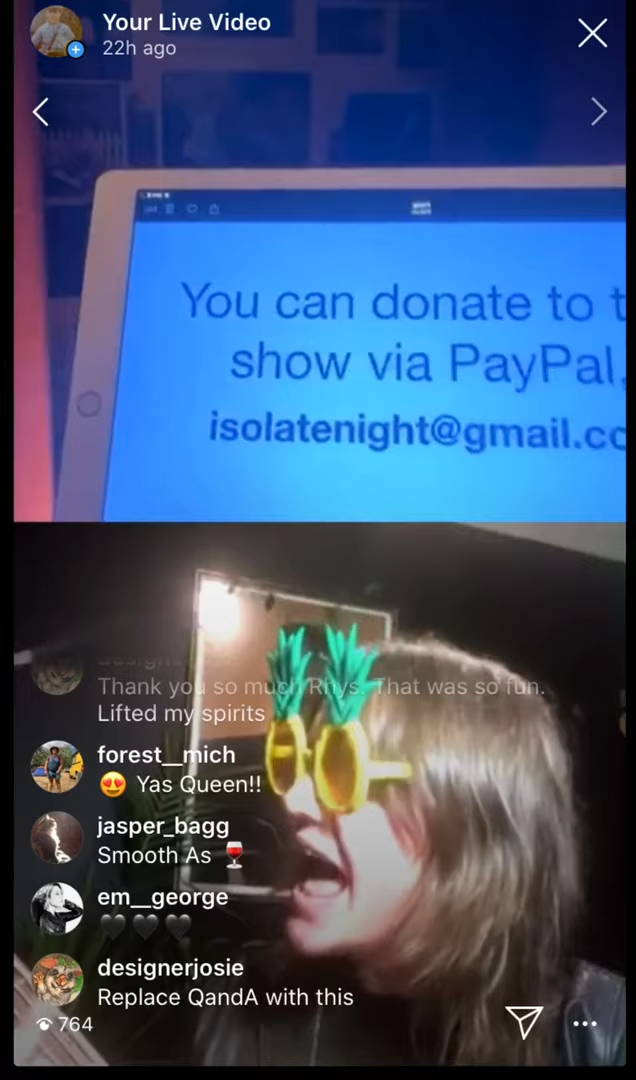 Your Live Video
22h ago
You can donate to t
show via PayPal,
isolatenight@gmail.cc
Thank you so much Rhys. That was so fun.
Lifted my spirits
forest__mich
😍 Yas Queen!!
jasper_bagg
Smooth As 🍷
em__george
🖤🖤🖤
designerjosie
Replace QandA with this
764